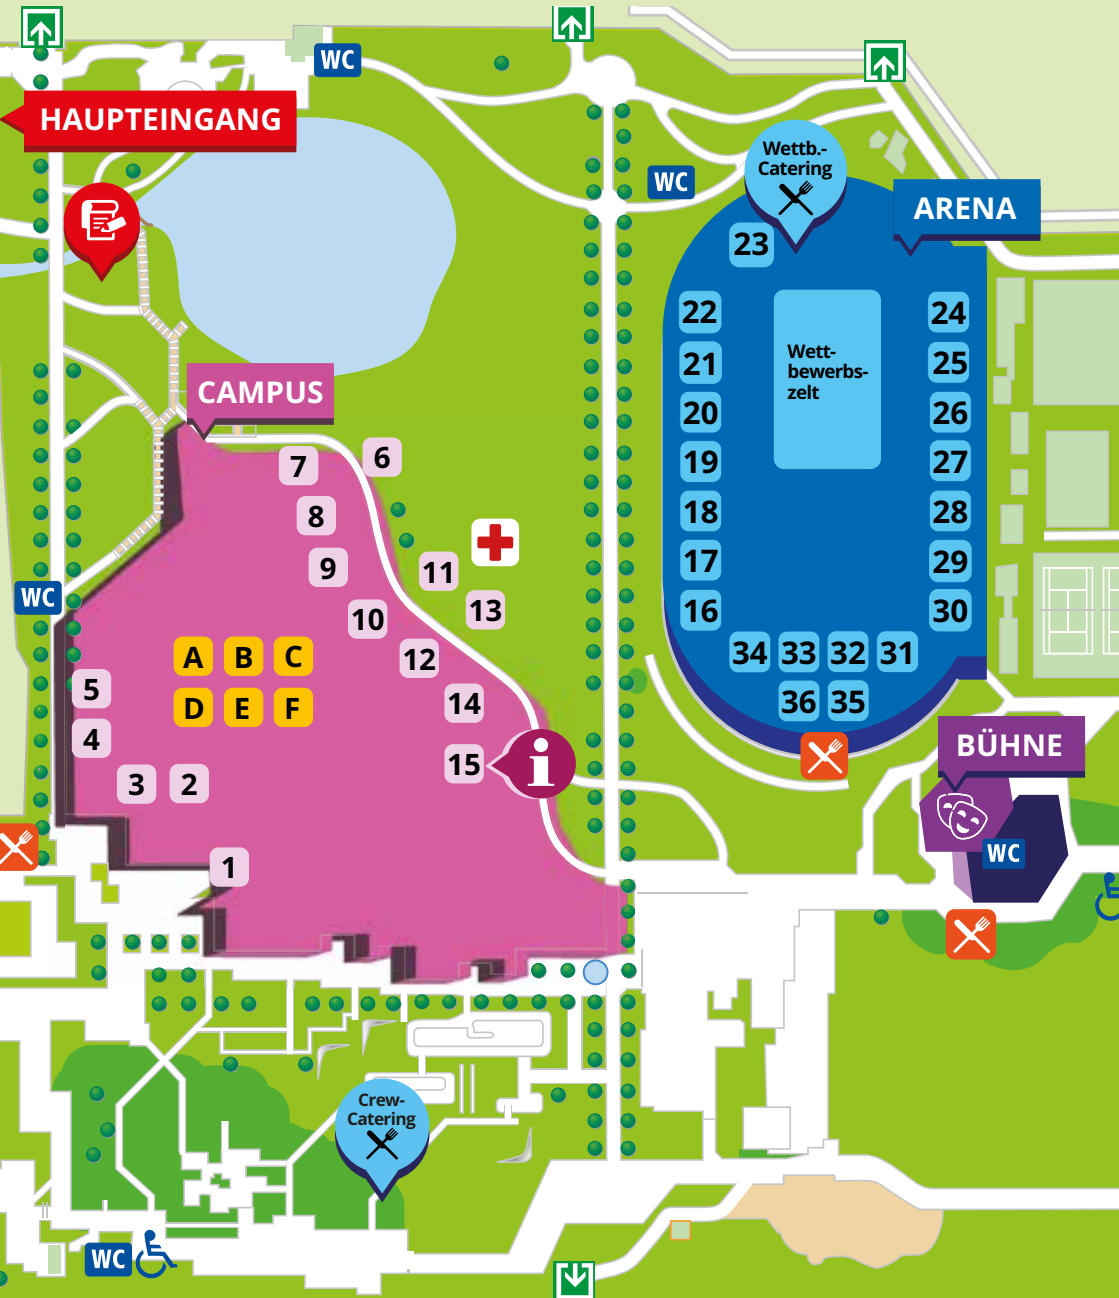 WC
HAUPTEINGANG
Wettb.-
Catering
WC
ARENA
23
22
24
Wett-
bewerbs-
zelt
21
25
CAMPUS
20
26
7
6
19
27
8
18
28
9
11
17
29
WC
10
13
16
30
A B C
12
34 33 32 31
5
D E F
14
36 35
4
15
i
BÜHNE
3 2
WC
1
Crew-
Catering
WC